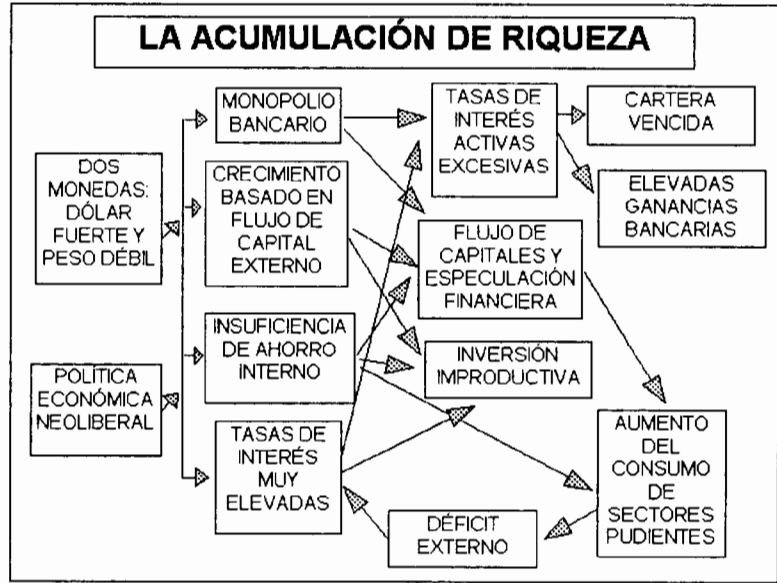 LA ACUMULACIÓN DE RIQUEZA
DOS
MONEDAS:
DÓLAR
FUERTE Y
PESO DÉBIL
POLÍTICA
ECONÓMICA
NEOLIBERAL
MONOPOLIO
BANCARIO
CRECIMIENTO
BASADO EN
FLUJO DE
CAPITAL
EXTERNO
INSUFICIENCIA
DE AHORRO
INTERNO
TASAS DE
INTERÉS
MUY
ELEVADAS
TASAS DE
INTERÉS
ACTIVAS
EXCESIVAS
FLUJO DE
CAPITALES Y
ESPECULACIÓN
FINANCIERA
INVERSIÓN
IMPRODUCTIVA
DÉFICIT
EXTERNO
CARTERA
VENCIDA
ELEVADAS
GANANCIAS
BANCARIAS
AUMENTO
DEL
CONSUMO
DE
SECTORES
PUDIENTES